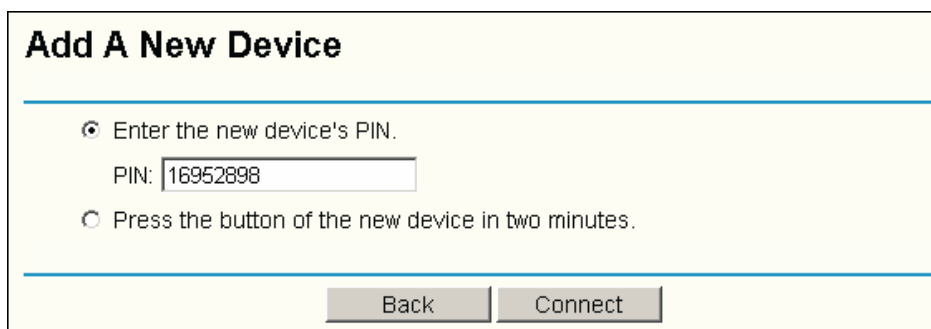 Add A New Device
Enter the new device's PIN.
PIN: 16952898
Press the button of the new device in two minutes.
Back Connect